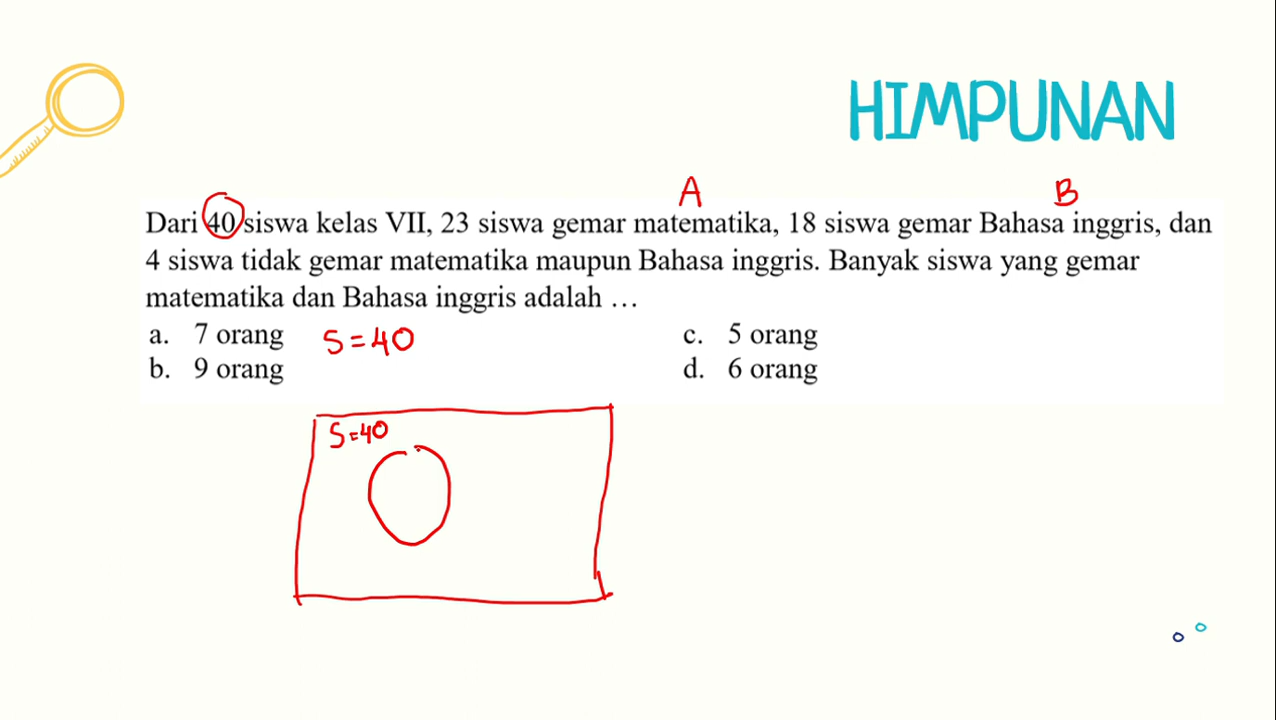 HIMPUNAN
A B
Dari 40 siswa kelas VII, 23 siswa gemar matematika, 18 siswa gemar Bahasa inggris, dan
4 siswa tidak gemar matematika maupun Bahasa inggris. Banyak siswa yang gemar
matematika dan Bahasa inggris adalah …
a. 7 orang S=40 c. 5 orang
b. 9 orang d. 6 orang
S=40